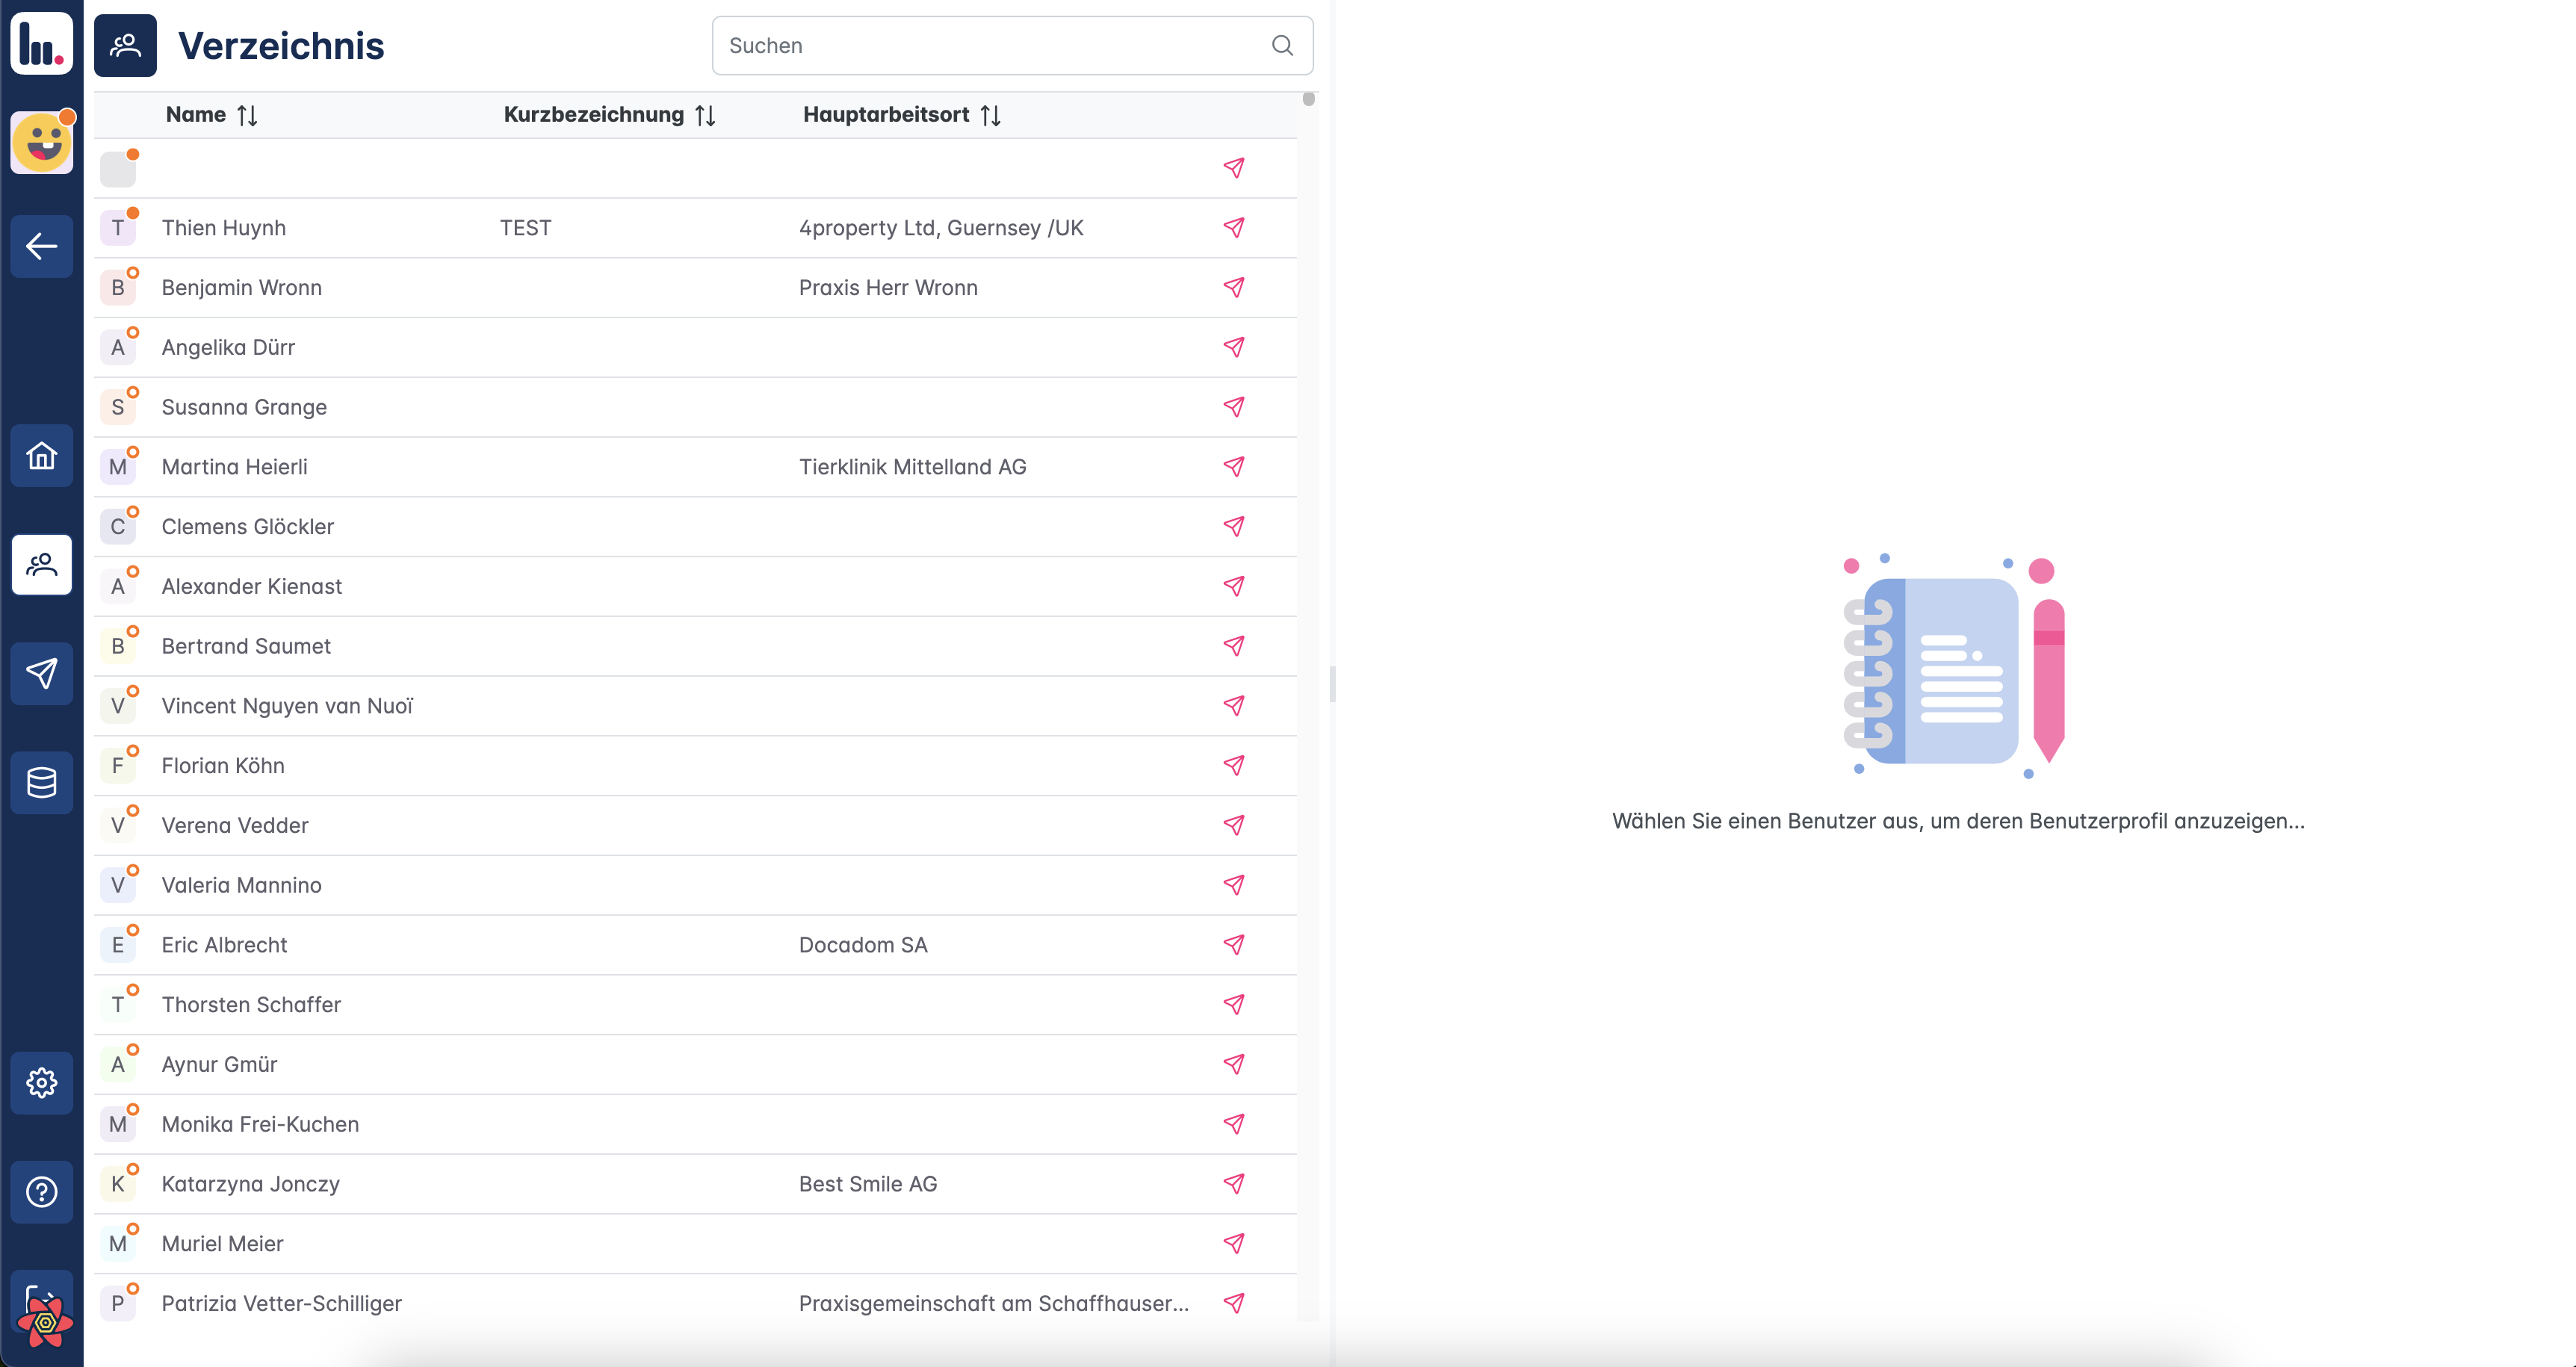 Verzeichnis
Suchen
Name Kurzbezeichnung Hauptarbeitsort
T Thien Huynh TEST 4property Ltd, Guernsey /UK
B Benjamin Wronn Praxis Herr Wronn
A Angelika Dürr
S Susanna Grange
M Martina Heierli Tierklinik Mittelland AG
C Clemens Glöckler
A Alexander Kienast
B Bertrand Saumet
V Vincent Nguyen van Nuoï
F Florian Köhn
V Verena Vedder
V Valeria Mannino
E Eric Albrecht Docadom SA
T Thorsten Schaffer
A Aynur Gmür
M Monika Frei-Kuchen
K Katarzyna Jonczy Best Smile AG
M Muriel Meier
P Patrizia Vetter-Schilliger Praxisgemeinschaft am Schaffhauser...
Wählen Sie einen Benutzer aus, um deren Benutzerprofil anzuzeigen...